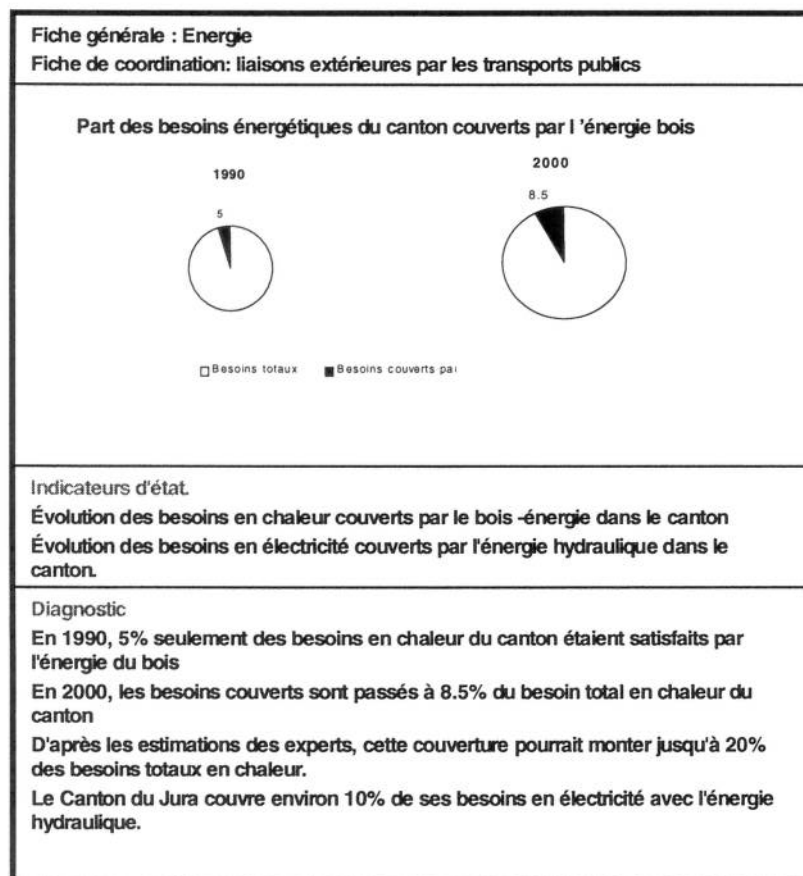 Fiche générale : Energie
Fiche de coordination: liaisons extérieures par les transports publics
Part des besoins énergétiques du canton couverts par l 'énergie bois
1990
2000
5
8.5
Besoins totaux
Besoins couverts pa
Indicateurs d'état.
Évolution des besoins en chaleur couverts par le bois -énergie dans le canton
Évolution des besoins en électricité couverts par l'énergie hydraulique dans le
canton.
Diagnostic
En 1990, 5% seulement des besoins en chaleur du canton étaient satisfaits par
l'énergie du bois
En 2000, les besoins couverts sont passés à 8.5% du besoin total en chaleur du
canton
D'après les estimations des experts, cette couverture pourrait monter jusqu'à 20%
des besoins totaux en chaleur.
Le Canton du Jura couvre environ 10% de ses besoins en électricité avec l'énergie
hydraulique.